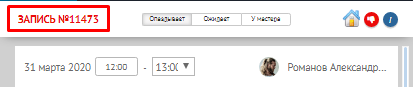 ЗАПИСЬ №11473 Опаздывает Ожидает У мастера
31 марта 2020 12:00 - 13:00 Романов Александр...